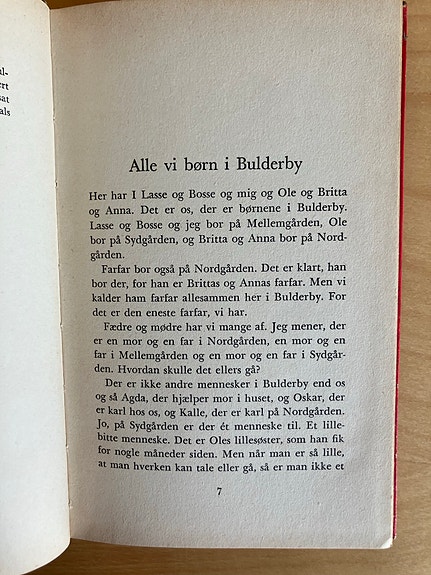 ul-
ert
sat
als
Alle vi børn i Bulderby
Her har I Lasse og Bosse og mig og Ole og Britta
og Anna. Det er os, der er børnene i Bulderby.
Lasse og Bosse og jeg bor på Mellemgården, Ole
bor på Sydgården, og Britta og Anna bor på Nord-
gården.
Farfar bor også på Nordgården. Det er klart, han
bor der, for han er Brittas og Annas farfar. Men vi
kalder ham farfar allesammen her i Bulderby. For
det er den eneste farfar, vi har.
Fædre og mødre har vi mange af. Jeg mener, der
er en mor og en far i Nordgården, en mor og en
far i Mellemgården og en mor og en far i Sydgår-
den. Hvordan skulle det ellers gå?
Der er ikke andre mennesker i Bulderby end os
og så Agda, der hjælper mor i huset, og Oskar, der
er karl hos os, og Kalle, der er karl på Nordgården.
Jo, på Sydgården er der ét menneske til. Et lille-
bitte menneske. Det er Oles lillesøster, som han fik
for nogle måneder siden. Men når man er så lille,
at man hverken kan tale eller gå, så er man ikke et
7